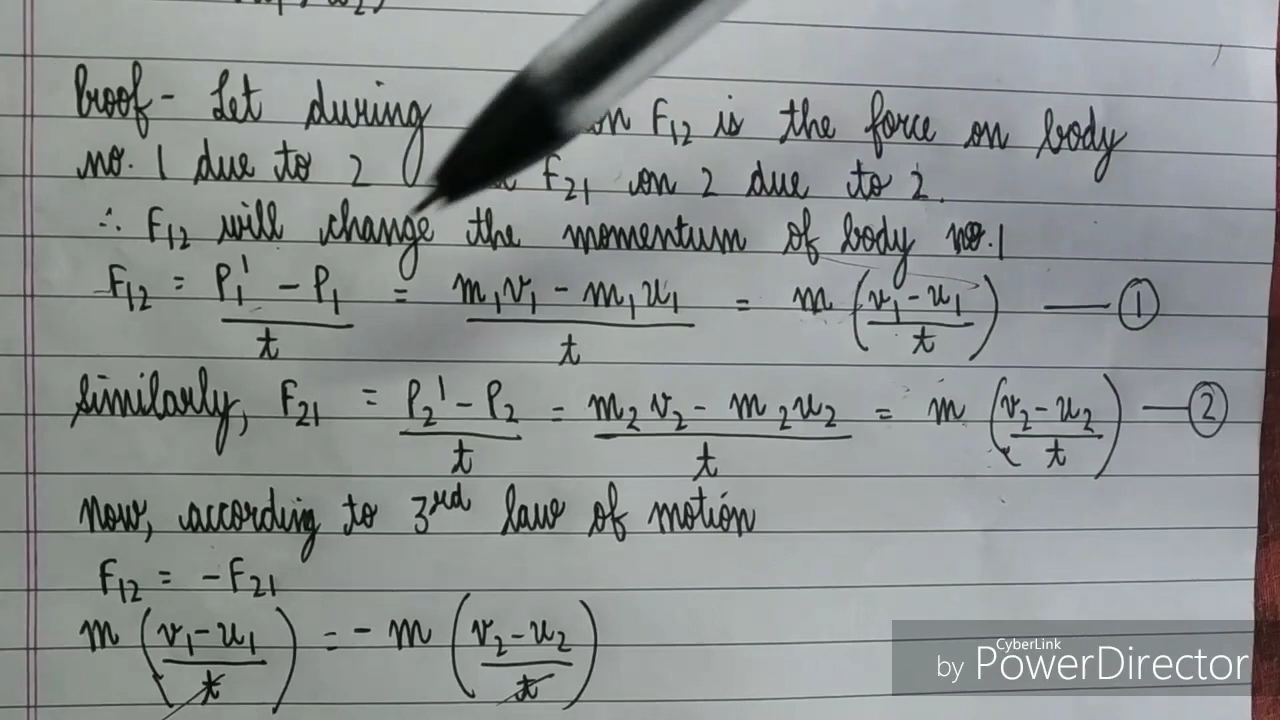 Proof - Let during F12 is the force on body
no. 1 due to 2 F21 on 2 due to 2.
∴ F12 will change the momentum of body no. 1
F12 = P1' - P1 / t = m1v1 - m1u1 / t = m (v1 - u1 / t) — ①
Similarly, F21 = P2' - P2 / t = m2v2 - m2u2 / t = m (v2 - u2 / t) — ②
Now, according to 3rd law of motion
F12 = - F21
m (v1 - u1 / t) = - m (v2 - u2 / t)
CyberLink
by PowerDirector